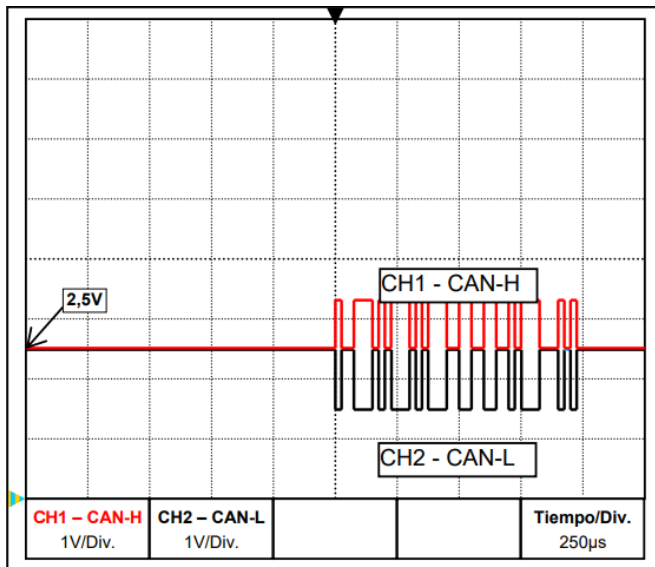 CH1 - CAN-H
2,5V
CH2 - CAN-L
CH1 – CAN-H
1V/Div.
CH2 – CAN-L
1V/Div.
Tiempo/Div.
250µs